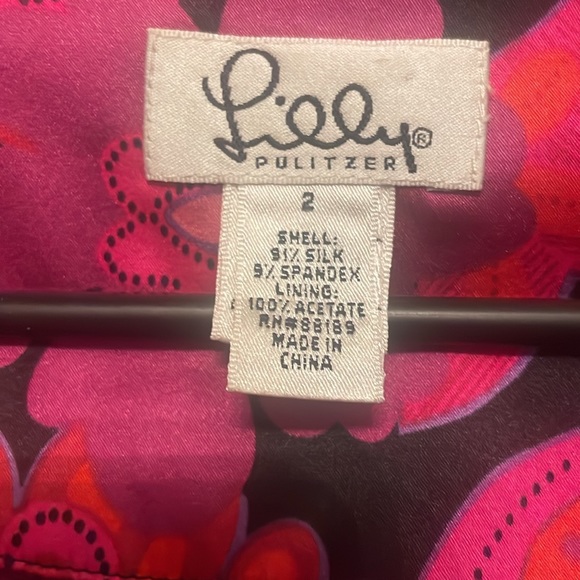 Lilly®
PULITZER
2
SHELL:
91% SILK
9% SPANDEX
LINING:
100% ACETATE
RN#88189
MADE IN
CHINA